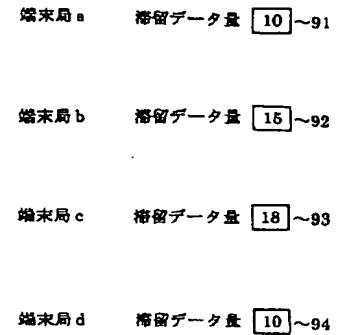 端末局a 滞留データ量 10 ~91
端末局b 滞留データ量 15 ~92
端末局c 滞留データ量 18 ~93
端末局d 滞留データ量 10 ~94